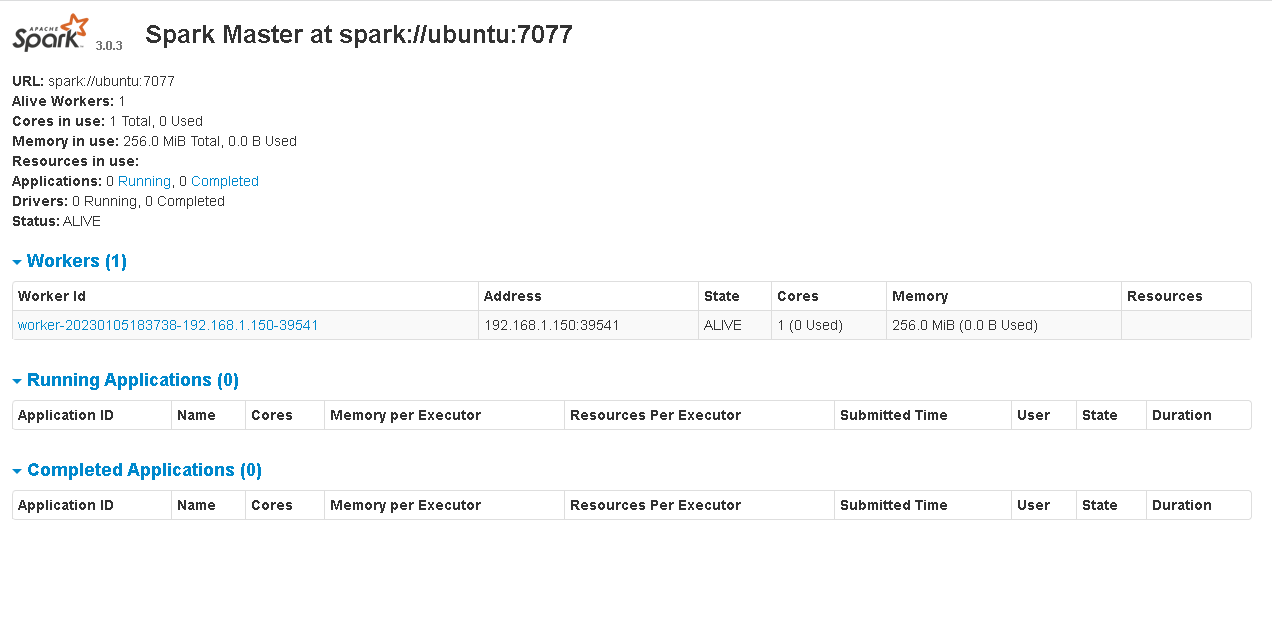 APACHE
Spark 3.0.3 Spark Master at spark://ubuntu:7077
URL: spark://ubuntu:7077
Alive Workers: 1
Cores in use: 1 Total, 0 Used
Memory in use: 256.0 MiB Total, 0.0 B Used
Resources in use:
Applications: 0 Running, 0 Completed
Drivers: 0 Running, 0 Completed
Status: ALIVE
Workers (1)
Worker Id Address State Cores Memory Resources
worker-20230105183738-192.168.1.150-39541 192.168.1.150:39541 ALIVE 1 (0 Used) 256.0 MiB (0.0 B Used)
Running Applications (0)
Application ID Name Cores Memory per Executor Resources Per Executor Submitted Time User State Duration
Completed Applications (0)
Application ID Name Cores Memory per Executor Resources Per Executor Submitted Time User State Duration